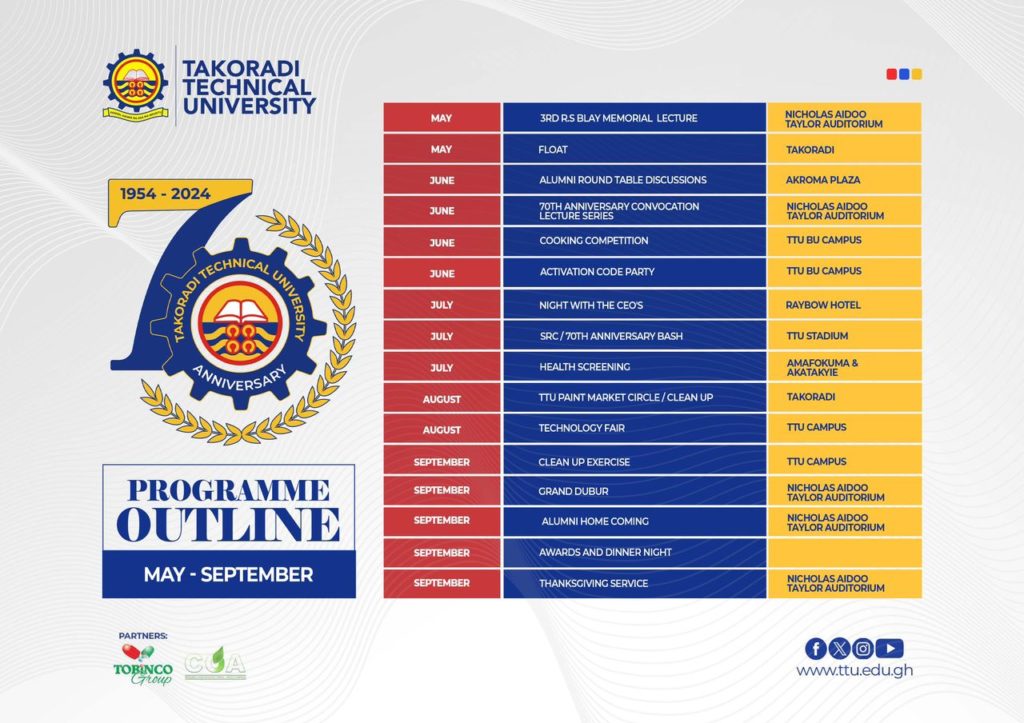 TAKORADI
TECHNICAL
UNIVERSITY
1954 - 2024
TAKORADI TECHNICAL UNIVERSITY
ANNIVERSARY
PROGRAMME
OUTLINE
MAY - SEPTEMBER
MAY 3RD R.S BLAY MEMORIAL LECTURE NICHOLAS AIDOO
TAYLOR AUDITORIUM
MAY FLOAT TAKORADI
JUNE ALUMNI ROUND TABLE DISCUSSIONS AKROMA PLAZA
JUNE 70TH ANNIVERSARY CONVOCATION NICHOLAS AIDOO
LECTURE SERIES TAYLOR AUDITORIUM
JUNE COOKING COMPETITION TTU BU CAMPUS
JUNE ACTIVATION CODE PARTY TTU BU CAMPUS
JULY NIGHT WITH THE CEO'S RAYBOW HOTEL
JULY SRC / 70TH ANNIVERSARY BASH TTU STADIUM
JULY HEALTH SCREENING AMAFOKUMA &
AKATAKYIE
AUGUST TTU PAINT MARKET CIRCLE / CLEAN UP TAKORADI
AUGUST TECHNOLOGY FAIR TTU CAMPUS
SEPTEMBER CLEAN UP EXERCISE TTU CAMPUS
SEPTEMBER GRAND DUBUR NICHOLAS AIDOO
TAYLOR AUDITORIUM
SEPTEMBER ALUMNI HOME COMING NICHOLAS AIDOO
TAYLOR AUDITORIUM
SEPTEMBER AWARDS AND DINNER NIGHT
SEPTEMBER THANKSGIVING SERVICE NICHOLAS AIDOO
TAYLOR AUDITORIUM
PARTNERS:
TOBINCO
Group
COA
www.ttu.edu.gh